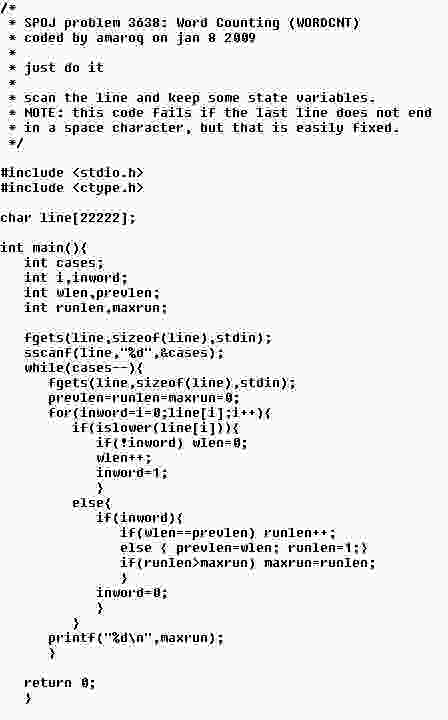 /*
 * SPOJ problem 3638: Word Counting (WORDCNT)
 * coded by amaroq on jan 8 2009
 *
 * just do it
 *
 * scan the line and keep some state variables.
 * NOTE: this code fails if the last line does not end
 * in a space character, but that is easily fixed.
 */

#include <stdio.h>
#include <ctype.h>

char line[22222];

int main(){
   int cases;
   int i,inword;
   int wlen,prevlen;
   int runlen,maxrun;

   fgets(line,sizeof(line),stdin);
   sscanf(line,"%d",&cases);
   while(cases--){
      fgets(line,sizeof(line),stdin);
      prevlen=runlen=maxrun=0;
      for(inword=i=0;line[i];i++){
         if(islower(line[i])){
            if(!inword) wlen=0;
            wlen++;
            inword=1;
            }
         else{
            if(inword){
               if(wlen==prevlen) runlen++;
               else { prevlen=wlen; runlen=1;}
               if(runlen>maxrun) maxrun=runlen;
               }
            inword=0;
            }
         }
      printf("%d\n",maxrun);
      }

   return 0;
   }